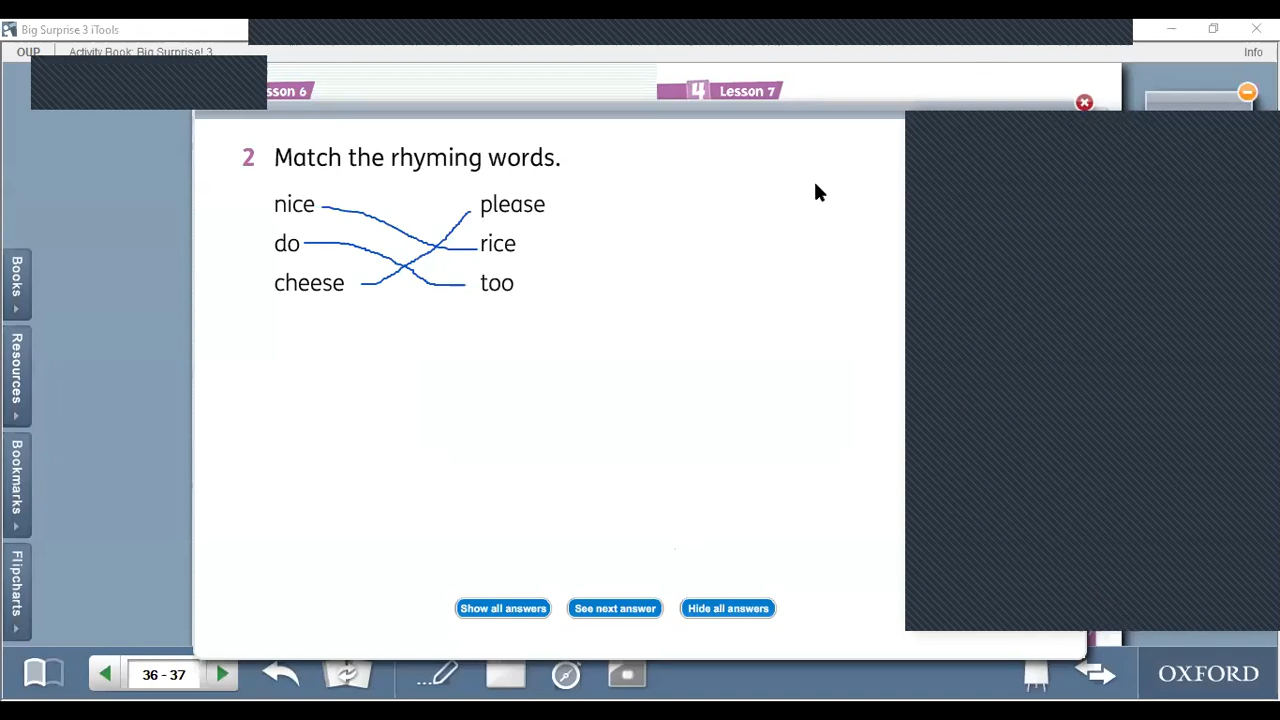 Big Surprise 3 iTools
OUP Activity Book: Big Surprise! 3 Info
sson 6
4 Lesson 7
2 Match the rhyming words.
nice please
do rice
cheese too
Books
Resources
Bookmarks
Flipcharts
Show all answers See next answer Hide all answers
36 - 37
OXFORD